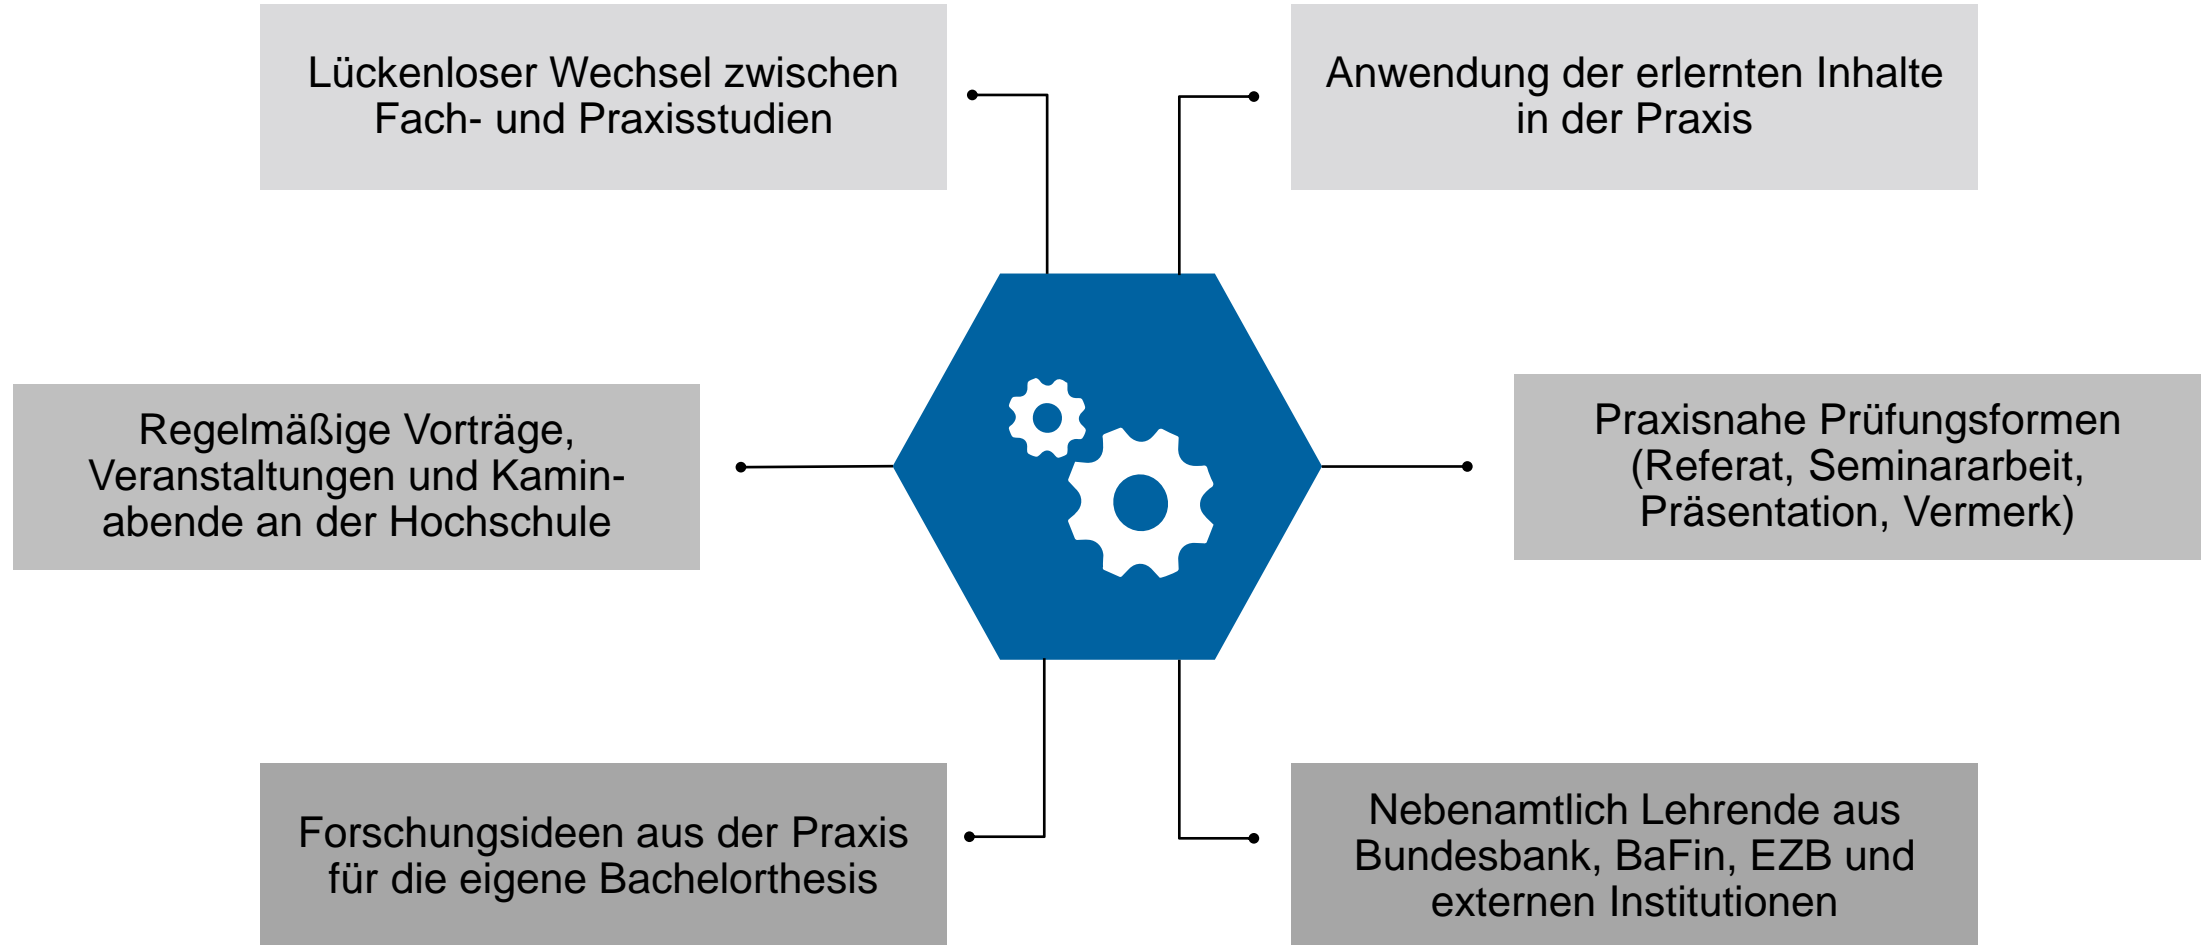 Lückenloser Wechsel zwischen
Fach- und Praxisstudien
Anwendung der erlernten Inhalte
in der Praxis
Regelmäßige Vorträge,
Veranstaltungen und Kamin-
abende an der Hochschule
Praxisnahe Prüfungsformen
(Referat, Seminararbeit,
Präsentation, Vermerk)
Forschungsideen aus der Praxis
für die eigene Bachelorthesis
Nebenamtlich Lehrende aus
Bundesbank, BaFin, EZB und
externen Institutionen